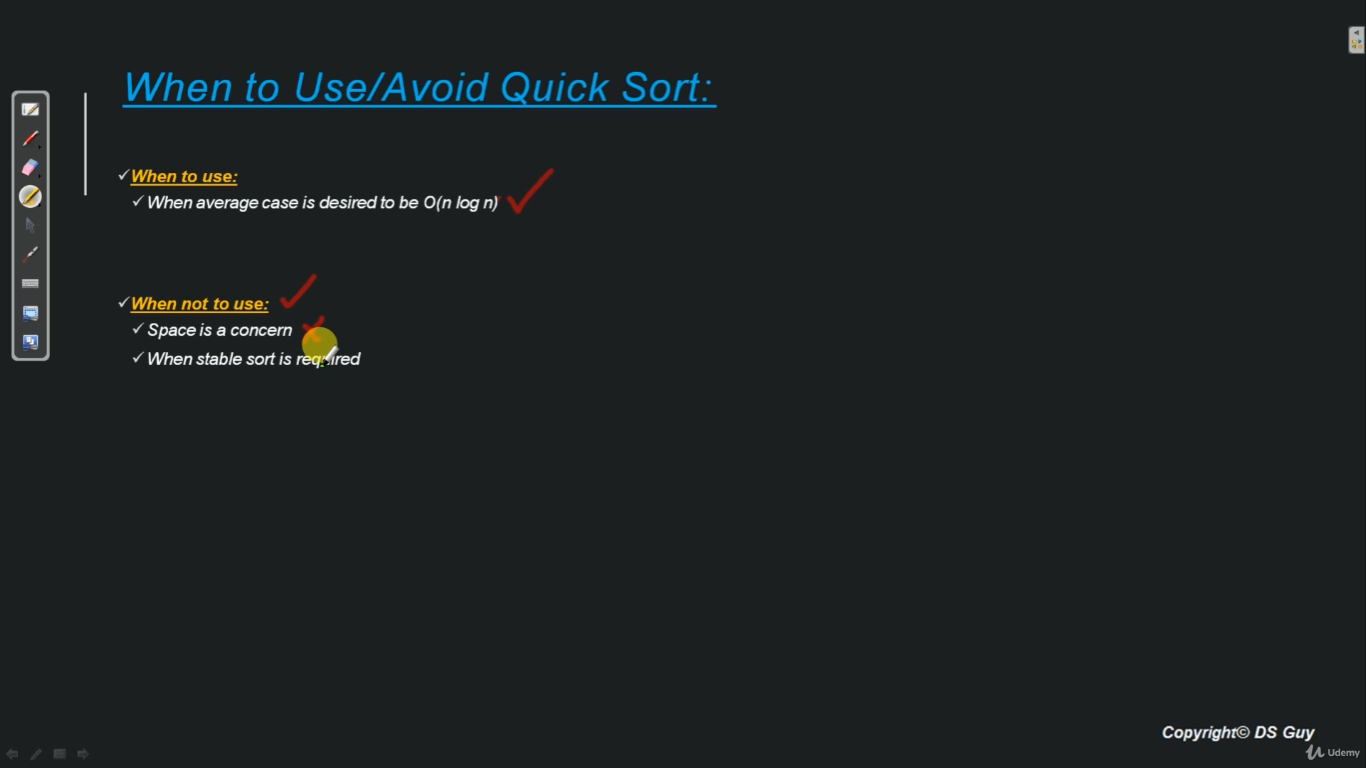 When to Use/Avoid Quick Sort:
When to use:
When average case is desired to be O(n log n)
When not to use:
Space is a concern
When stable sort is required
Copyright© DS Guy
Udemy